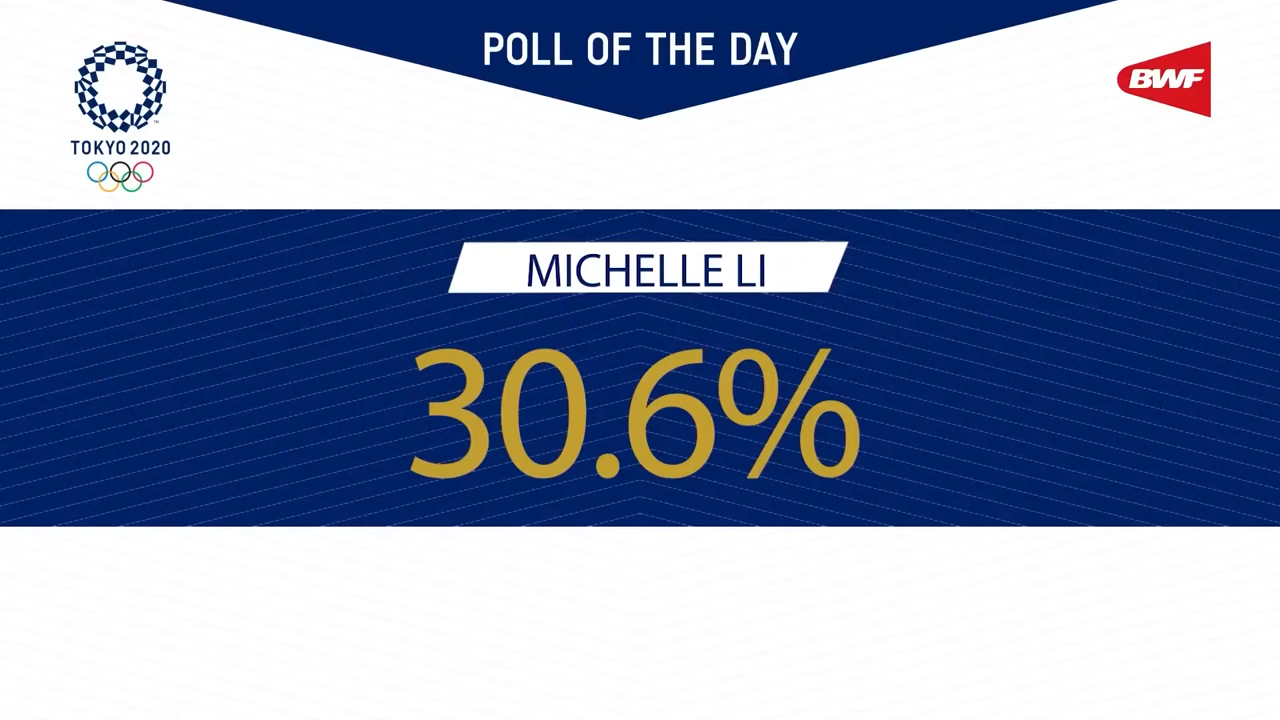 POLL OF THE DAY
BWF
TOKYO 2020
MICHELLE LI
30.6%